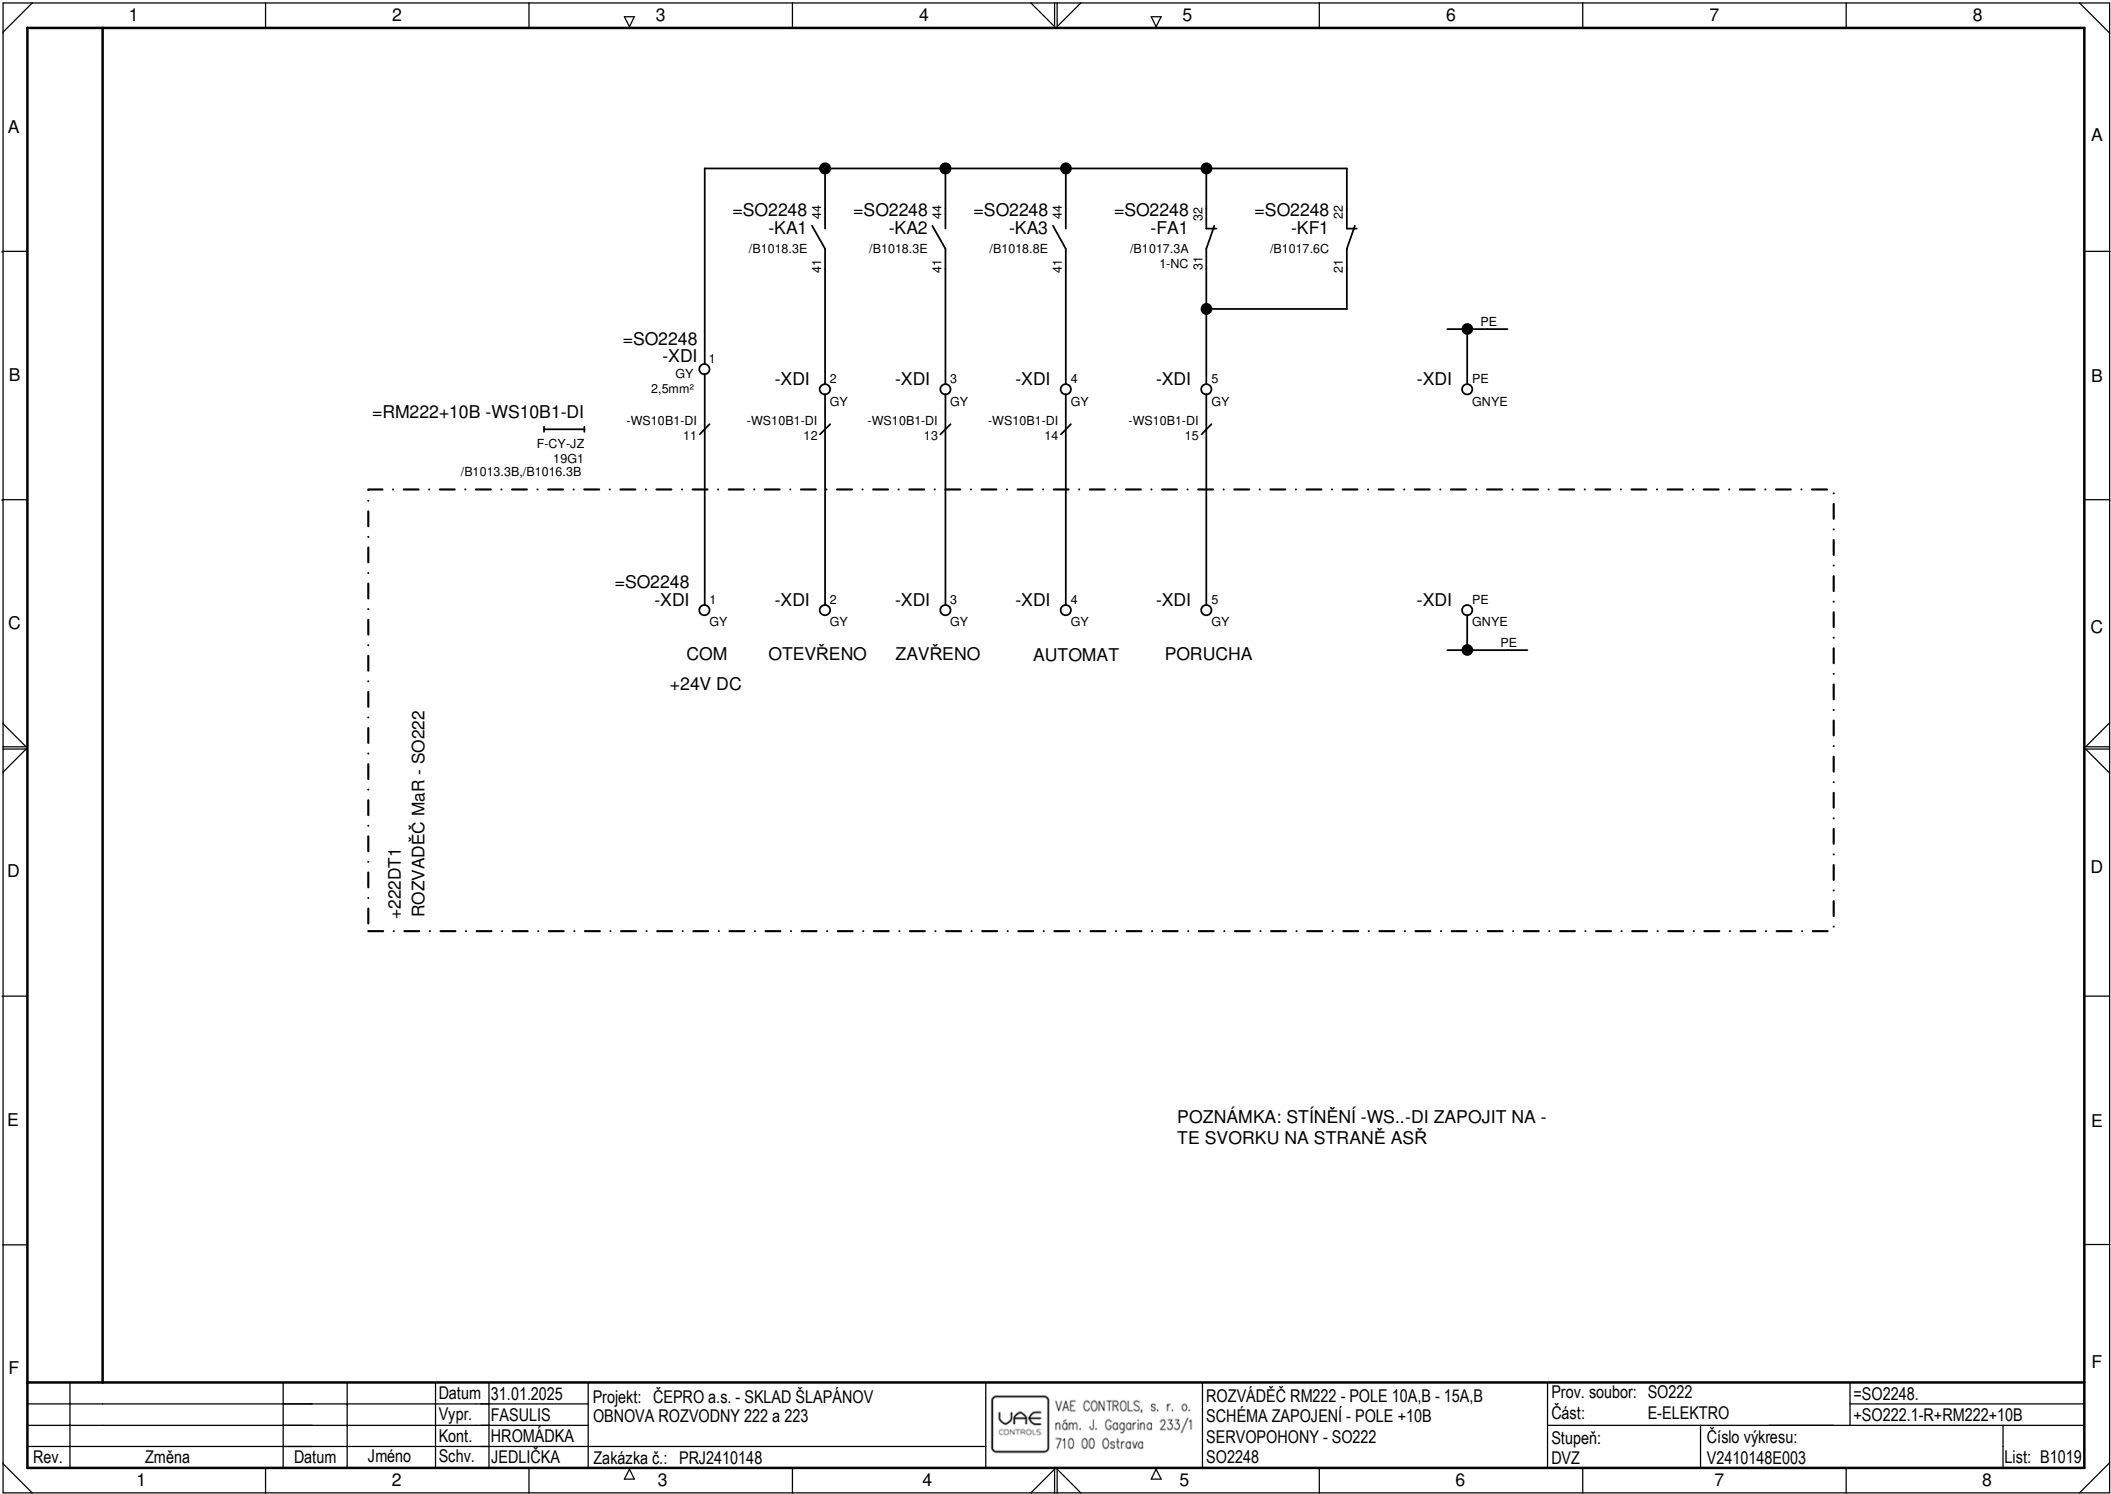 1 2 3 4 5 6 7 8
A A
=SO2248 =SO2248 =SO2248 =SO2248 =SO2248
-KA1 -KA2 -KA3 -FA1 -KF1
44 44 44 32 22
/B1018.3E /B1018.3E /B1018.8E /B1017.3A /B1017.6C
1-NC
41 41 41 31 21
=SO2248
-XDI 1
GY
2,5mm²
-XDI 2 GY
-XDI 3 GY
-XDI 4 GY
-XDI 5 GY
PE
-XDI PE GNYE
B B
=RM222+10B -WS10B1-DI
F-CY-JZ
19G1
/B1013.3B,/B1016.3B
-WS10B1-DI -WS10B1-DI -WS10B1-DI -WS10B1-DI -WS10B1-DI
11 12 13 14 15
=SO2248
-XDI 1 GY
-XDI 2 GY
-XDI 3 GY
-XDI 4 GY
-XDI 5 GY
-XDI PE GNYE
PE
C C
COM OTEVŘENO ZAVŘENO AUTOMAT PORUCHA
+24V DC
+222DT1
ROZVADĚČ MaR - SO222
D D
E E
POZNÁMKA: STÍNĚNÍ -WS..-DI ZAPOJIT NA -
TE SVORKU NA STRANĚ ASŘ
F F
Rev. Změna Datum Jméno
Datum 31.01.2025
Vypr. FASULIS
Kont. HROMÁDKA
Schv. JEDLIČKA
Projekt: ČEPRO a.s. - SKLAD ŠLAPÁNOV
OBNOVA ROZVODNY 222 a 223
Zakázka č.: PRJ2410148
UAE
CONTROLS
VAE CONTROLS, s. r. o.
nám. J. Gagarina 233/1
710 00 Ostrava
ROZVÁDĚČ RM222 - POLE 10A,B - 15A,B
SCHÉMA ZAPOJENÍ - POLE +10B
SERVOPOHONY - SO222
SO2248
Prov. soubor: SO222
Část: E-ELEKTRO
Stupeň:
DVZ
Číslo výkresu:
V2410148E003
=SO2248.
+SO222.1-R+RM222+10B
List: B1019
1 2 3 4 5 6 7 8